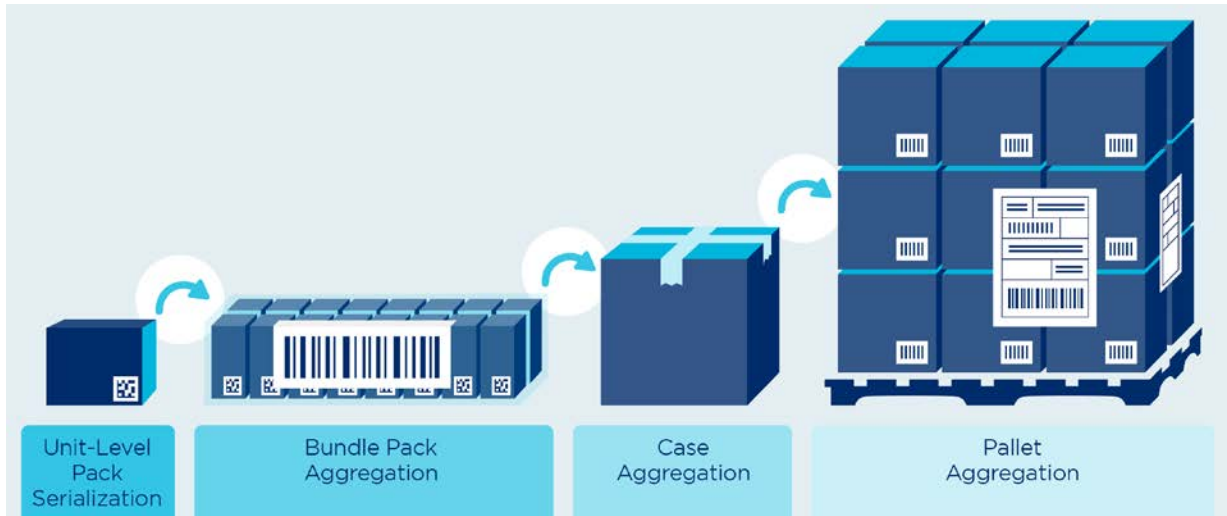 Unit-Level
Pack
Serialization
Bundle Pack
Aggregation
Case
Aggregation
Pallet
Aggregation